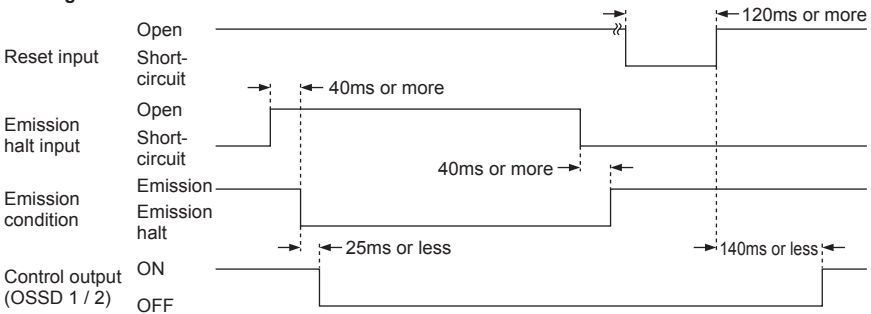 120ms or more
Open
Reset input
Short-
circuit
40ms or more
Open
Emission
halt input
Short-
circuit
40ms or more
Emission
Emission
condition
Emission
halt
25ms or less
140ms or less
Control output
(OSSD 1 / 2)
ON
OFF